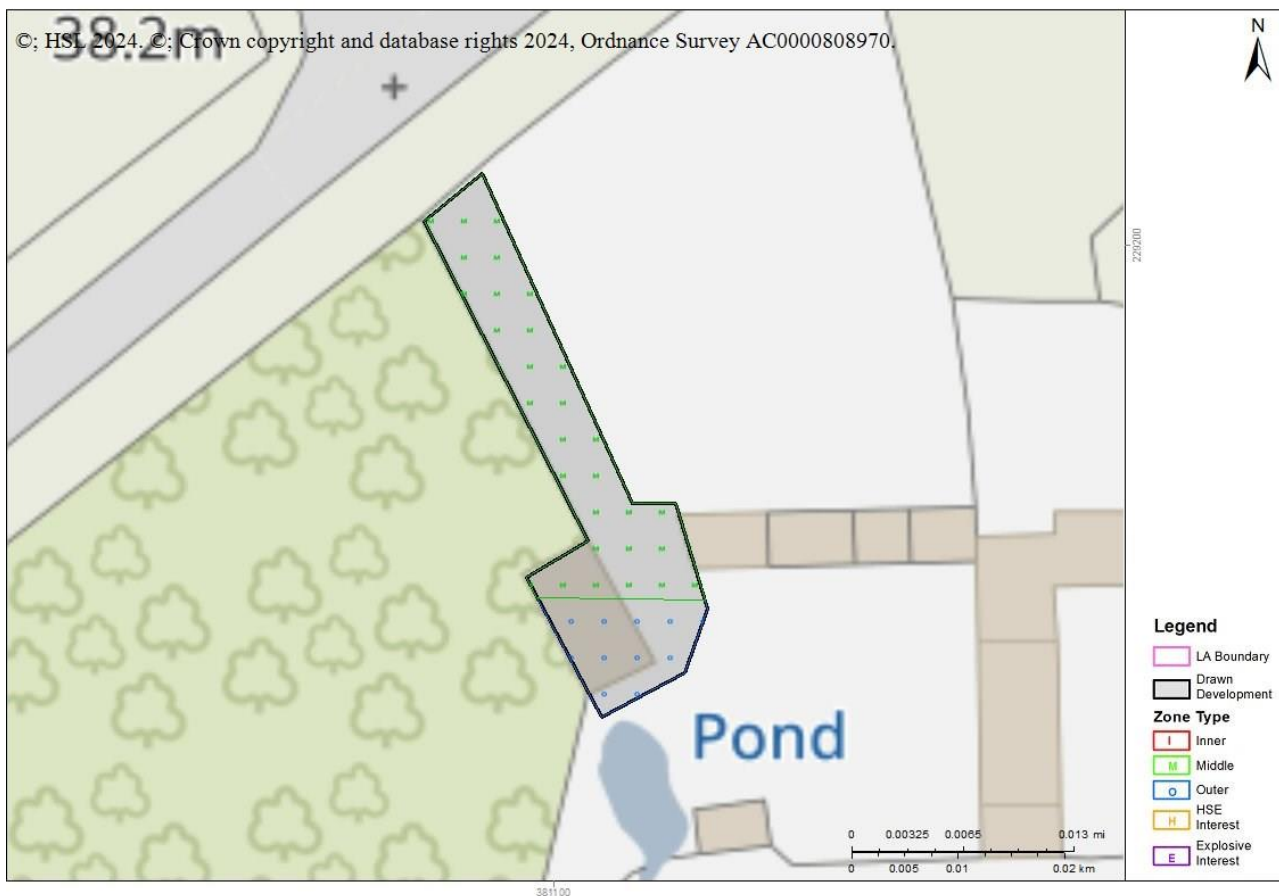 38.2m
©; HSL 2024. ©; Crown copyright and database rights 2024, Ordnance Survey AC0000808970.
N
229200
M M M
M M
M M M
M M
M M
M M
M M
M M
M M M
M M M
M M M M
O O O O
O O O O
O O
Pond
Legend
LA Boundary
Drawn
Development
Zone Type
I Inner
M Middle
O Outer
H HSE
Interest
E Explosive
Interest
0 0.00325 0.0065 0.013 mi
0 0.005 0.01 0.02 km
381100